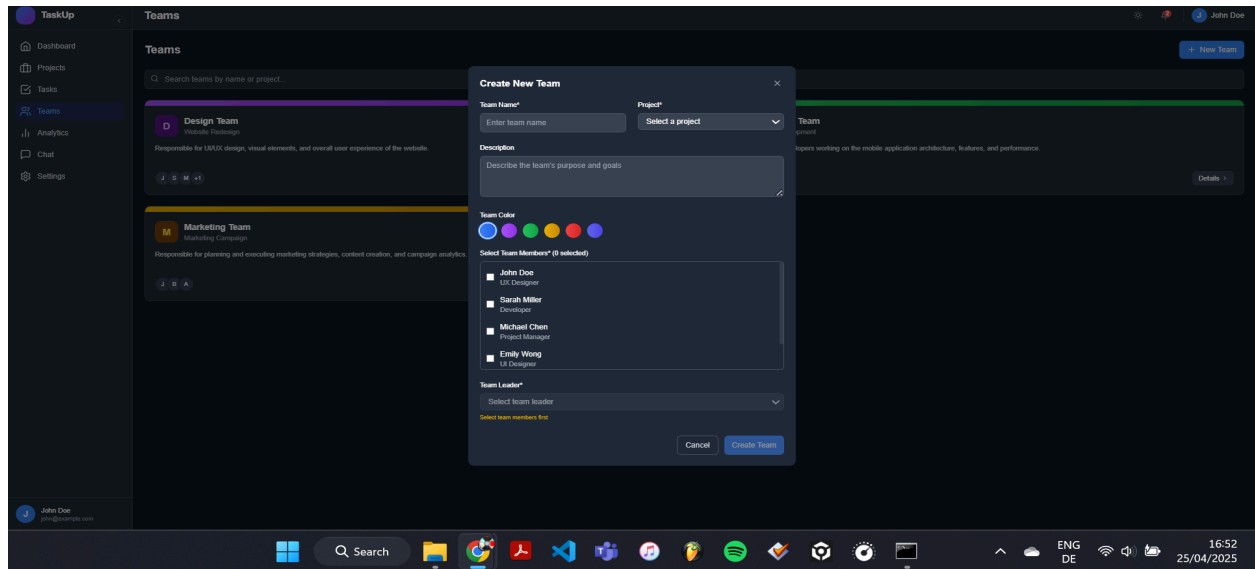 TaskUp
Teams
J John Doe
Dashboard
Projects
Tasks
Teams
Analytics
Chat
Settings
Teams
+ New Team
Search teams by name or project...
D Design Team
Website Redesign
Responsible for UI/UX design, visual elements, and overall user experience of the website.
J S M +1
Team
opment
lopers working on the mobile application architecture, features, and performance.
Details
M Marketing Team
Marketing Campaign
Responsible for planning and executing marketing strategies, content creation, and campaign analytics.
J B A
Create New Team
Team Name* Project*
Enter team name Select a project
Description
Describe the team's purpose and goals
Team Color
Select Team Members* (0 selected)
John Doe
UX Designer
Sarah Miller
Developer
Michael Chen
Project Manager
Emily Wong
UI Designer
Team Leader*
Select team leader
Select team members first
Cancel Create Team
J John Doe
john@example.com
Search
ENG
DE
16:52
25/04/2025